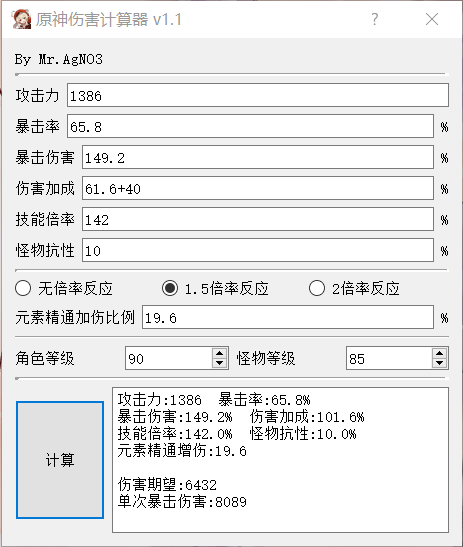 原神伤害计算器 v1.1
By Mr.AgNO3
攻击力 1386
暴击率 65.8 %
暴击伤害 149.2 %
伤害加成 61.6+40 %
技能倍率 142 %
怪物抗性 10 %
无倍率反应 1.5倍率反应 2倍率反应
元素精通加伤比例 19.6 %
角色等级 90 怪物等级 85
计算
攻击力:1386 暴击率:65.8%
暴击伤害:149.2% 伤害加成:101.6%
技能倍率:142.0% 怪物抗性:10.0%
元素精通增伤:19.6
伤害期望:6432
单次暴击伤害:8089